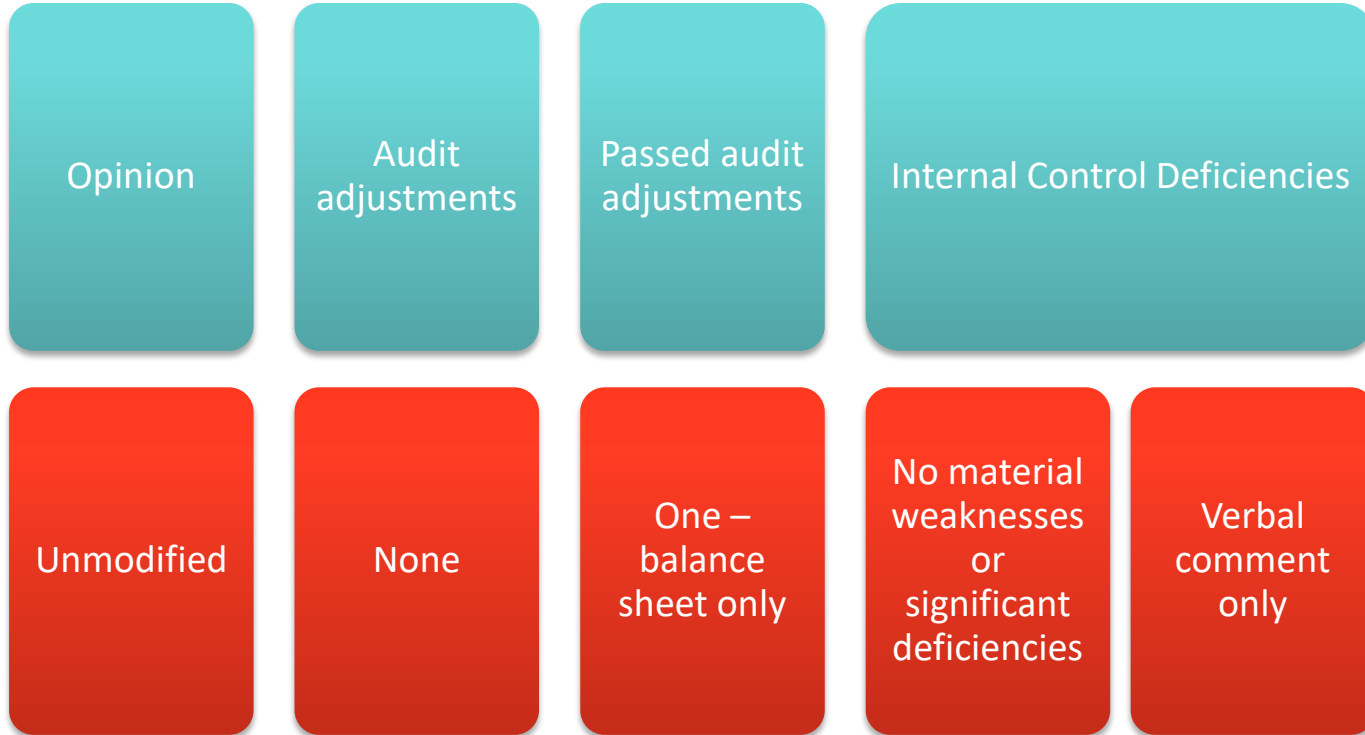 Opinion
Audit
adjustments
Passed audit
adjustments
Internal Control Deficiencies
Unmodified
None
One –
balance
sheet only
No material
weaknesses
or
significant
deficiencies
Verbal
comment
only